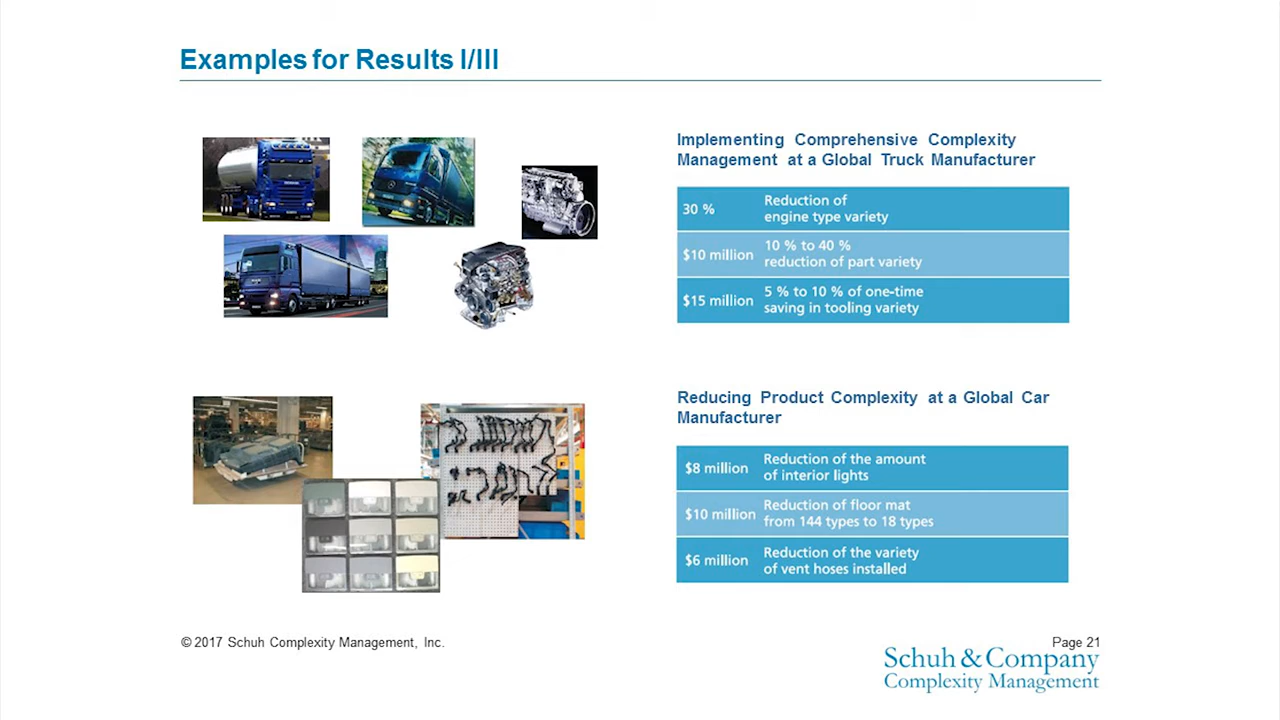 Examples for Results I/III
Implementing Comprehensive Complexity
Management at a Global Truck Manufacturer
30 %
Reduction of
engine type variety
$10 million
10 % to 40 %
reduction of part variety
$15 million
5 % to 10 % of one-time
saving in tooling variety
Reducing Product Complexity at a Global Car
Manufacturer
$8 million
Reduction of the amount
of interior lights
$10 million
Reduction of floor mat
from 144 types to 18 types
$6 million
Reduction of the variety
of vent hoses installed
© 2017 Schuh Complexity Management, Inc.
Page 21
Schuh & Company
Complexity Management